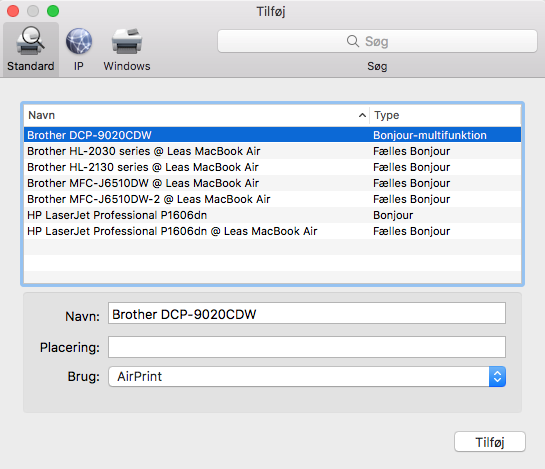 Tilføj
Standard
IP
Windows
Søg
Søg
Navn Type
Brother DCP-9020CDW Bonjour-multifunktion
Brother HL-2030 series @ Leas MacBook Air Fælles Bonjour
Brother HL-2130 series @ Leas MacBook Air Fælles Bonjour
Brother MFC-J6510DW @ Leas MacBook Air Fælles Bonjour
Brother MFC-J6510DW-2 @ Leas MacBook Air Fælles Bonjour
HP LaserJet Professional P1606dn Bonjour
HP LaserJet Professional P1606dn @ Leas MacBook Air Fælles Bonjour
Navn: Brother DCP-9020CDW
Placering:
Brug: AirPrint
Tilføj